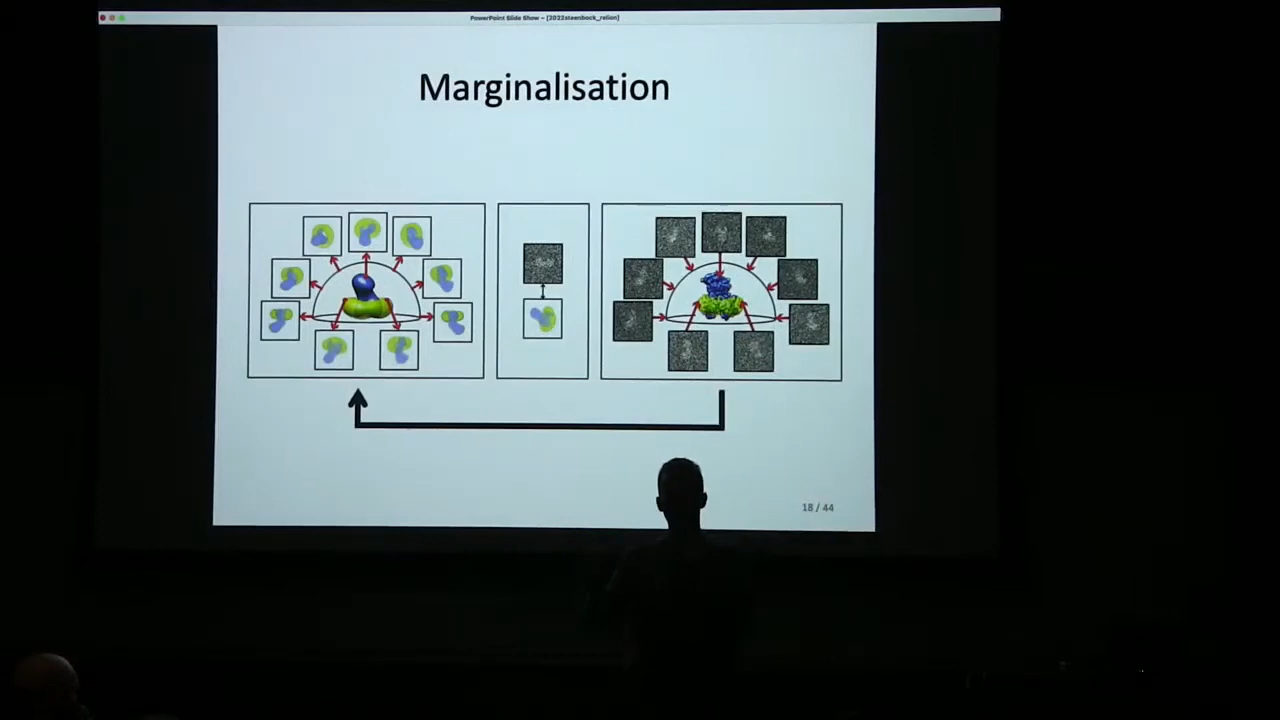 PowerPoint Slide Show – [2022steenbock_relion]
Marginalisation
18 / 44